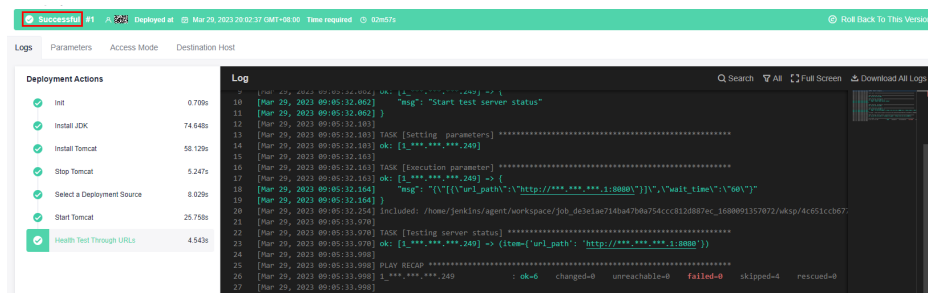 Successful #1 Deployed at Mar 29, 2023 20:02:37 GMT+08:00 Time required 02m57s Roll Back To This Version
Logs Parameters Access Mode Destination Host
Deployment Actions
Init 0.709s
Install JDK 74.648s
Install Tomcat 58.129s
Stop Tomcat 5.247s
Select a Deployment Source 8.029s
Start Tomcat 25.758s
Health Test Through URLs 4.543s
Log Search All Full Screen Download All Logs
9 [Mar 29, 2023 09:05:32.062] ok: [1_***.***.***.249] => {
10 [Mar 29, 2023 09:05:32.062] "msg": "Start test server status"
11 [Mar 29, 2023 09:05:32.062] }
12 [Mar 29, 2023 09:05:32.103]
13 [Mar 29, 2023 09:05:32.103] TASK [Setting parameters] ******************************************************
14 [Mar 29, 2023 09:05:32.103] ok: [1_***.***.***.249]
15 [Mar 29, 2023 09:05:32.163]
16 [Mar 29, 2023 09:05:32.163] TASK [Execution parameter] ******************************************************
17 [Mar 29, 2023 09:05:32.163] ok: [1_***.***.***.249] => {
18 [Mar 29, 2023 09:05:32.164] "msg": "{\"[{\"url_path\":\"http://***.***.***.1:8080\"}]\",\"wait_time\":\"60\"}"
19 [Mar 29, 2023 09:05:32.164] }
20 [Mar 29, 2023 09:05:32.254] included: /home/jenkins/agent/workspace/job_de3e1ae714ba47b0a754ccc812d887ec_1680091357072/wksp/4c651ccb677
21 [Mar 29, 2023 09:05:33.970]
22 [Mar 29, 2023 09:05:33.970] TASK [Testing server status] ****************************************************
23 [Mar 29, 2023 09:05:33.970] ok: [1_***.***.***.249] => (item={'url_path': 'http://***.***.***.1:8080'})
24 [Mar 29, 2023 09:05:33.998]
25 [Mar 29, 2023 09:05:33.998] PLAY RECAP *********************************************************************
26 [Mar 29, 2023 09:05:33.998] 1_***.***.***.249 : ok=6 changed=0 unreachable=0 failed=0 skipped=4 rescued=0
27 [Mar 29, 2023 09:05:33.998]